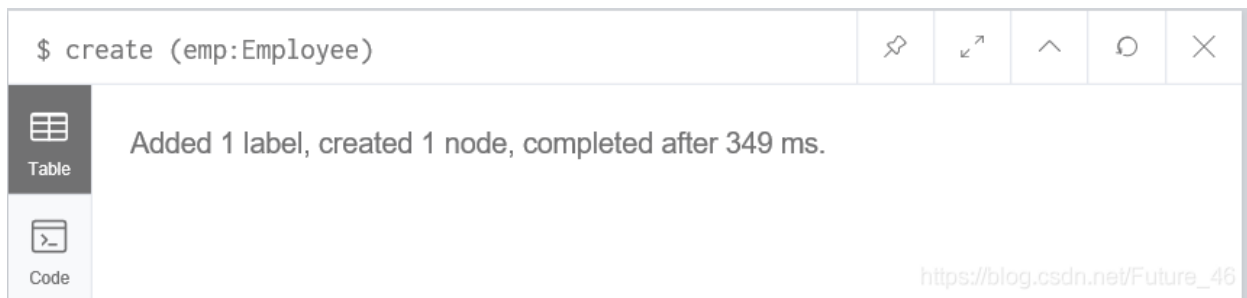 $ create (emp:Employee)
Table
Added 1 label, created 1 node, completed after 349 ms.
Code
https://blog.csdn.net/Future_46